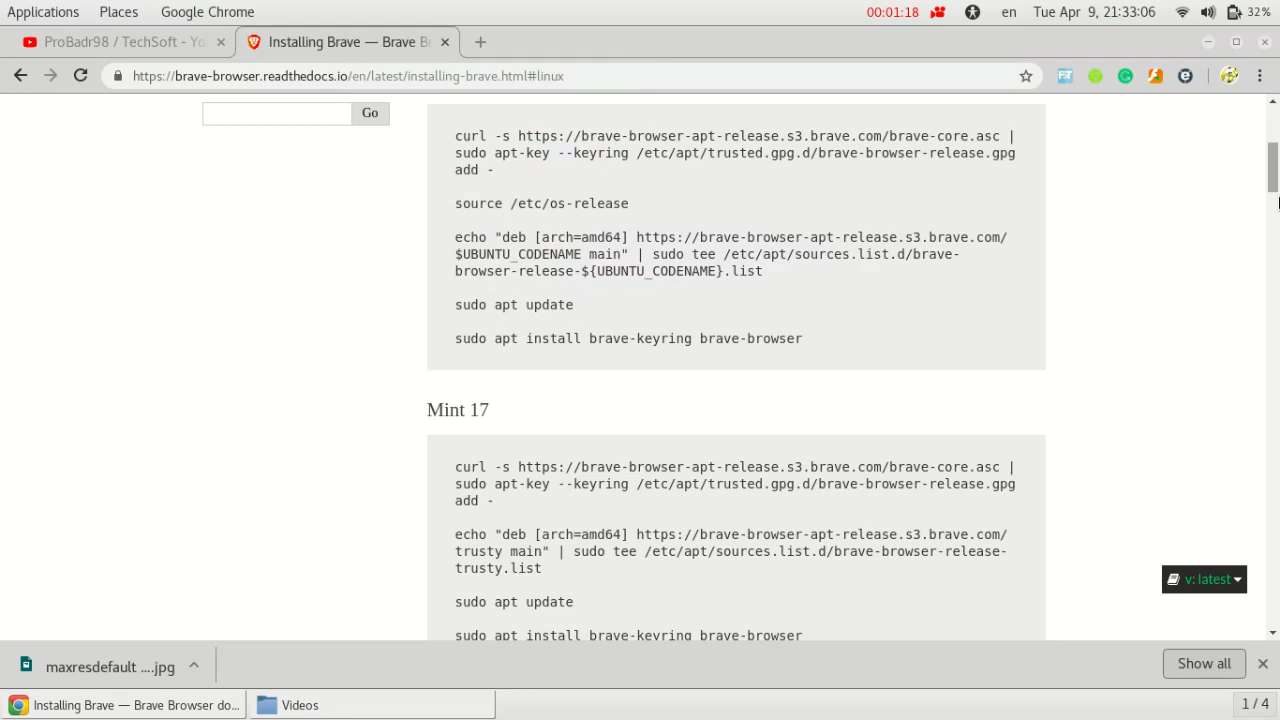 Applications Places Google Chrome 00:01:18 en Tue Apr 9, 21:33:06 32%
ProBadr98 / TechSoft - Yo Installing Brave — Brave B
https://brave-browser.readthedocs.io/en/latest/installing-brave.html#linux
Go
curl -s https://brave-browser-apt-release.s3.brave.com/brave-core.asc |
sudo apt-key --keyring /etc/apt/trusted.gpg.d/brave-browser-release.gpg
add -
source /etc/os-release
echo "deb [arch=amd64] https://brave-browser-apt-release.s3.brave.com/
$UBUNTU_CODENAME main" | sudo tee /etc/apt/sources.list.d/brave-
browser-release-${UBUNTU_CODENAME}.list
sudo apt update
sudo apt install brave-keyring brave-browser
Mint 17
curl -s https://brave-browser-apt-release.s3.brave.com/brave-core.asc |
sudo apt-key --keyring /etc/apt/trusted.gpg.d/brave-browser-release.gpg
add -
echo "deb [arch=amd64] https://brave-browser-apt-release.s3.brave.com/
trusty main" | sudo tee /etc/apt/sources.list.d/brave-browser-release-
trusty.list
v: latest
sudo apt update
sudo apt install brave-keyring brave-browser
maxresdefault ....jpg Show all
Installing Brave — Brave Browser do... Videos 1 / 4